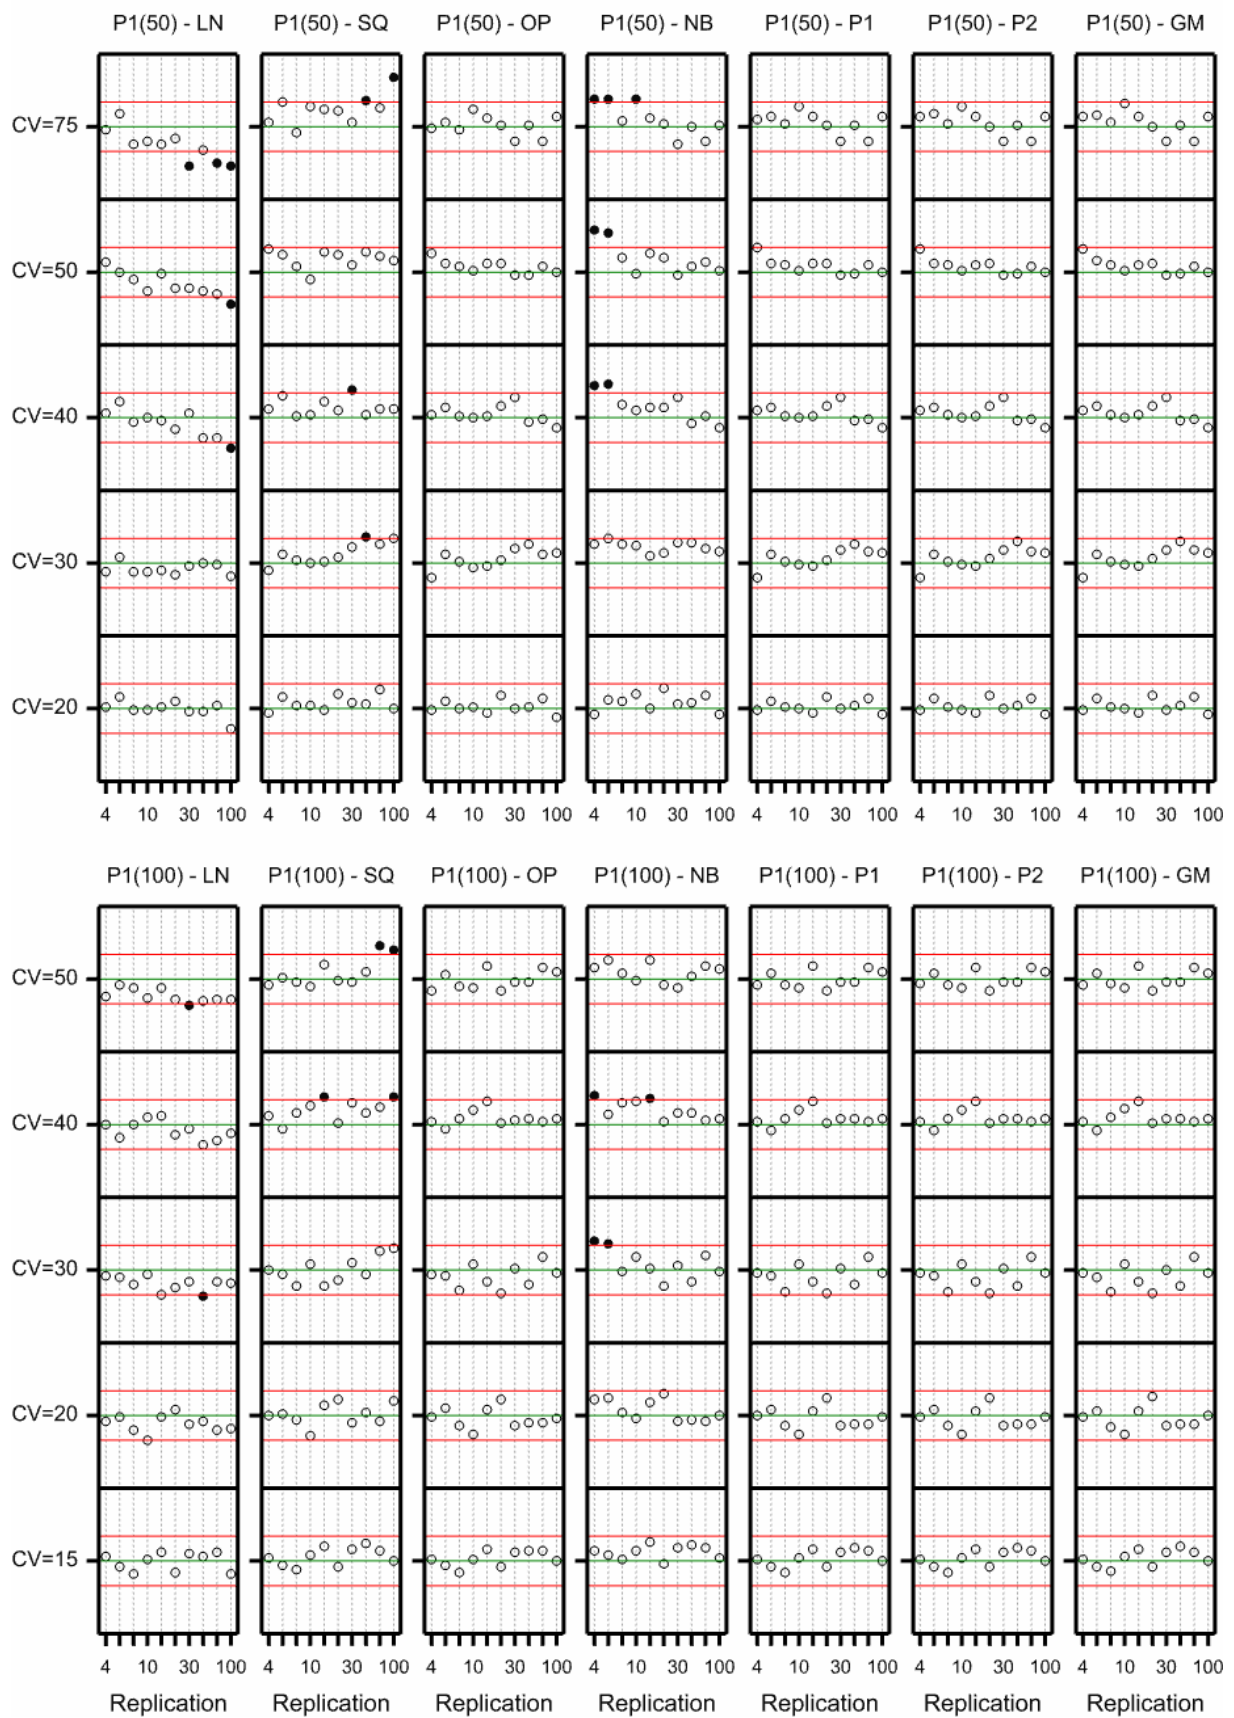 P1(50) - LN P1(50) - SQ P1(50) - OP P1(50) - NB P1(50) - P1 P1(50) - P2 P1(50) - GM
CV=75
CV=50
CV=40
CV=30
CV=20
4 10 30 100 4 10 30 100 4 10 30 100 4 10 30 100 4 10 30 100 4 10 30 100 4 10 30 100
P1(100) - LN P1(100) - SQ P1(100) - OP P1(100) - NB P1(100) - P1 P1(100) - P2 P1(100) - GM
CV=50
CV=40
CV=30
CV=20
CV=15
4 10 30 100 4 10 30 100 4 10 30 100 4 10 30 100 4 10 30 100 4 10 30 100 4 10 30 100
Replication Replication Replication Replication Replication Replication Replication